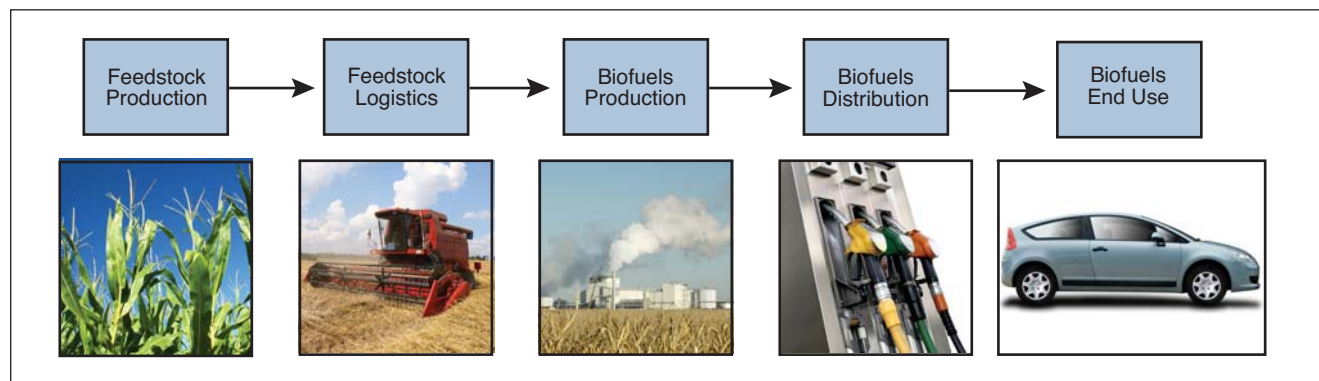 Feedstock
Production
Feedstock
Logistics
Biofuels
Production
Biofuels
Distribution
Biofuels
End Use